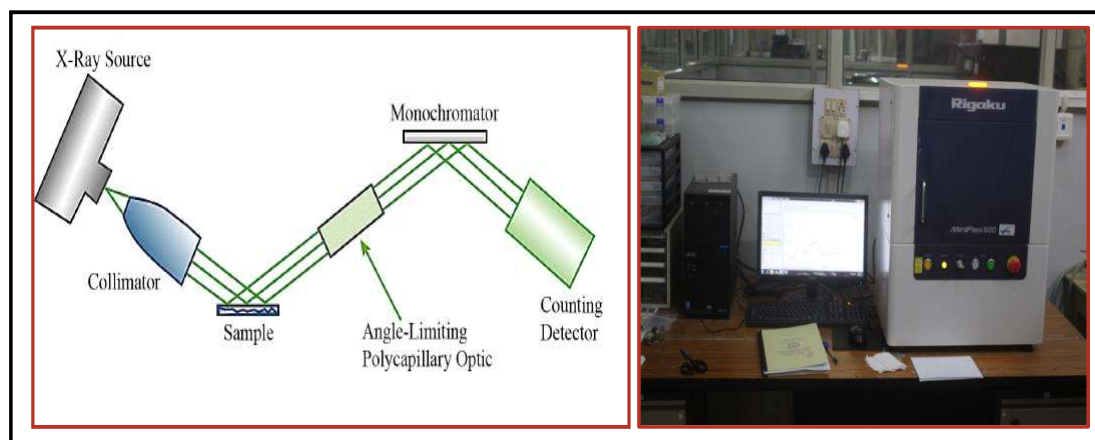 X-Ray Source
Monochromator
Collimator
Sample
Angle-Limiting
Polycapillary Optic
Counting
Detector
Rigaku
MiniFlex600